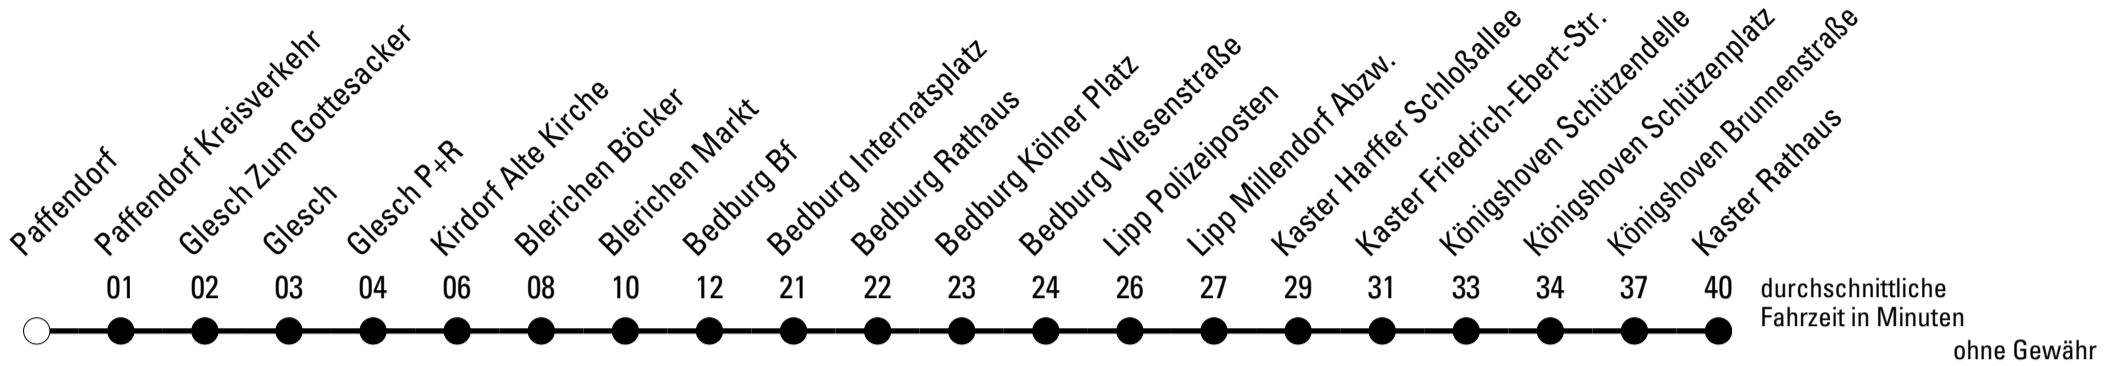 Paffendorf
Paffendorf Kreisverkehr
Glesch Zum Gottesacker
Glesch
Glesch P+R
Kirdorf Alte Kirche
Blerichen Böcker
Blerichen Markt
Bedburg Bf
Bedburg Internatsplatz
Bedburg Rathaus
Bedburg Kölner Platz
Bedburg Wiesenstraße
Lipp Polizeiposten
Lipp Millendorf Abzw.
Kaster Harffer Schloßallee
Kaster Friedrich-Ebert-Str.
Königshoven Schützendelle
Königshoven Schützenplatz
Königshoven Brunnenstraße
Kaster Rathaus
01 02 03 04 06 08 10 12 21 22 23 24 26 27 29 31 33 34 37 40
durchschnittliche
Fahrzeit in Minuten
ohne Gewähr